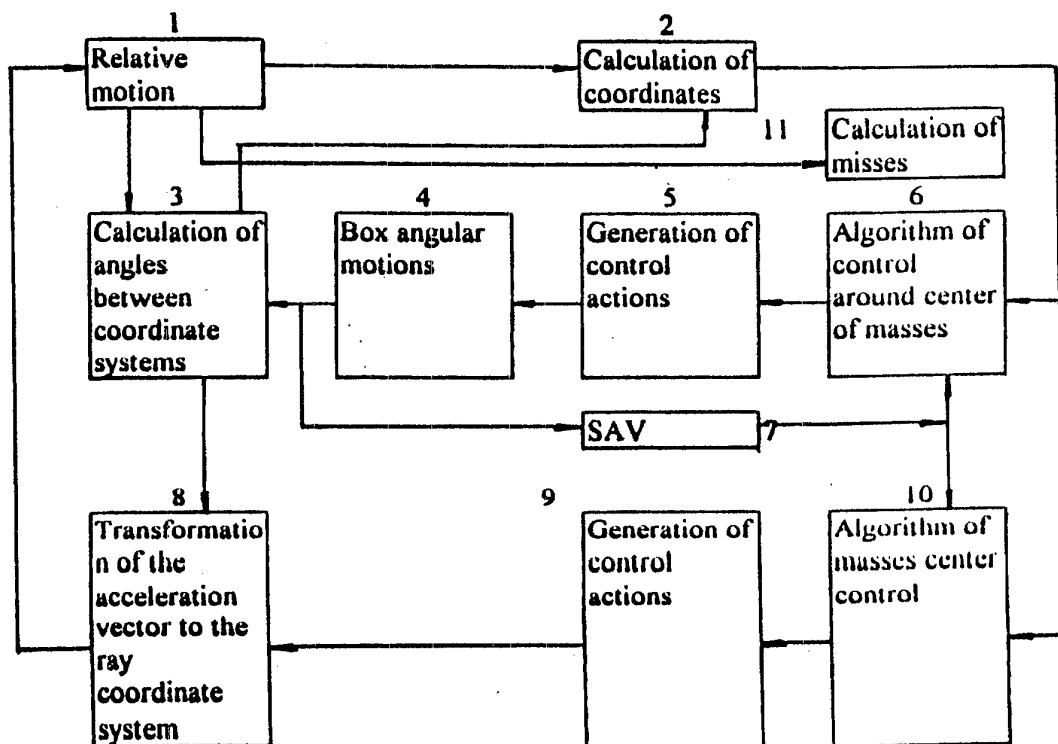 1
Relative
motion
2
Calculation of
coordinates
11
Calculation of
misses
3
Calculation of
angles
between
coordinate
systems
4
Box angular
motions
5
Generation of
control
actions
6
Algorithm of
control
around center
of masses
SAV
7
8
Transformatio
n of the
acceleration
vector to the
ray
coordinate
system
9
Generation of
control
actions
10
Algorithm of
masses center
control